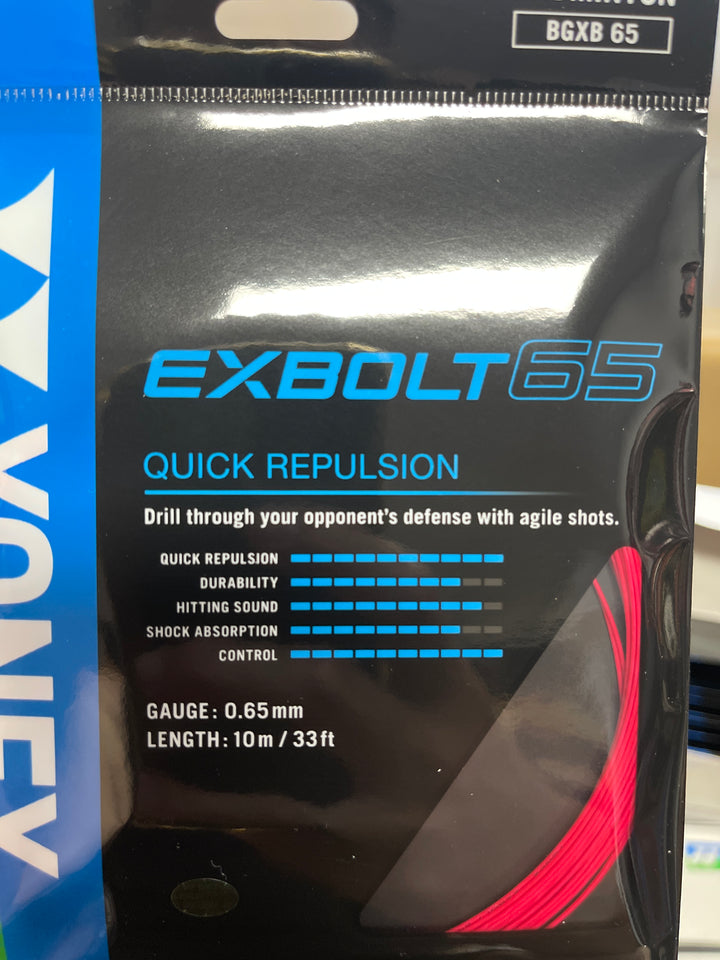 BGXB 65
YONEX
EXBOLT65
QUICK REPULSION
Drill through your opponent's defense with agile shots.
QUICK REPULSION
DURABILITY
HITTING SOUND
SHOCK ABSORPTION
CONTROL
GAUGE: 0.65mm
LENGTH: 10m / 33ft